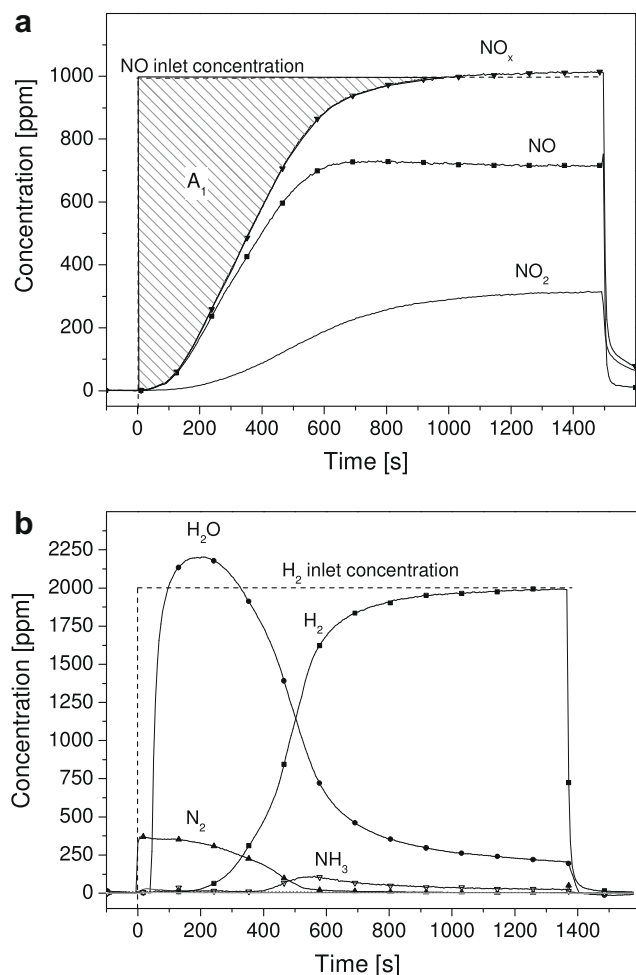 a
NOx
1000
NO inlet concentration
800
NO
A1
600
400
NO2
200
0
Concentration [ppm]
0 200 400 600 800 1000 1200 1400
Time [s]
b
H2O
2250
H2 inlet concentration
2000
H2
1750
1500
1250
1000
750
500
N2
250
NH3
0
Concentration [ppm]
0 200 400 600 800 1000 1200 1400
Time [s]